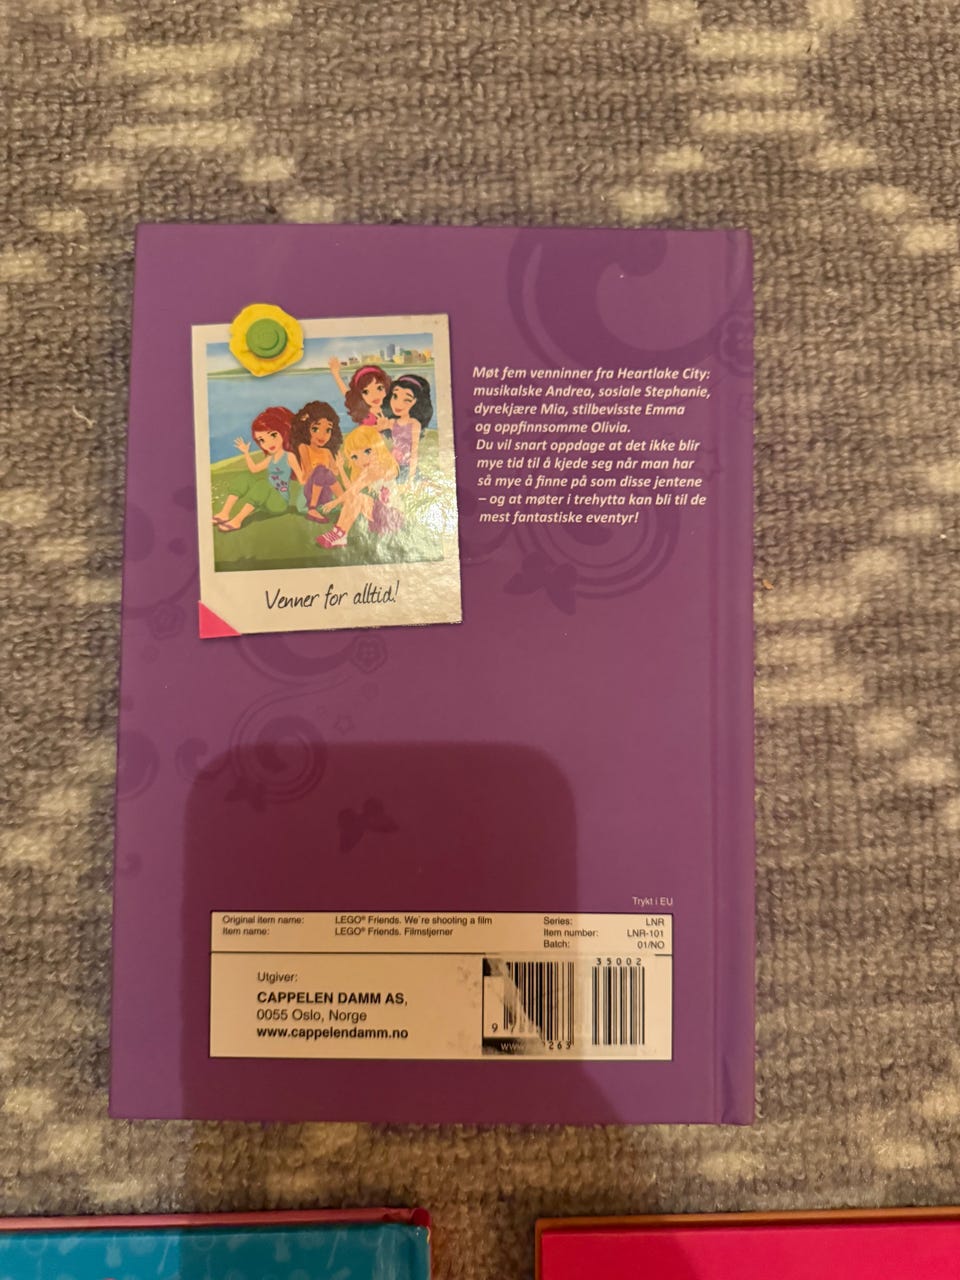 Møt fem venninner fra Heartlake City:
musikalske Andrea, sosiale Stephanie,
dyrekjære Mia, stilbevisste Emma
og oppfinnsomme Olivia.
Du vil snart oppdage at det ikke blir
mye tid til å kjede seg når man har
så mye å finne på som disse jentene
– og at møter i trehytta kan bli til de
mest fantastiske eventyr!
Venner for alltid!
Trykt i EU
Original item name: LEGO® Friends. We´re shooting a film
Item name: LEGO® Friends. Filmstjerner
Series: LNR
Item number: LNR-101
Batch: 01/NO
Utgiver:
CAPPELEN DAMM AS,
0055 Oslo, Norge
www.cappelendamm.no
35002
9
263